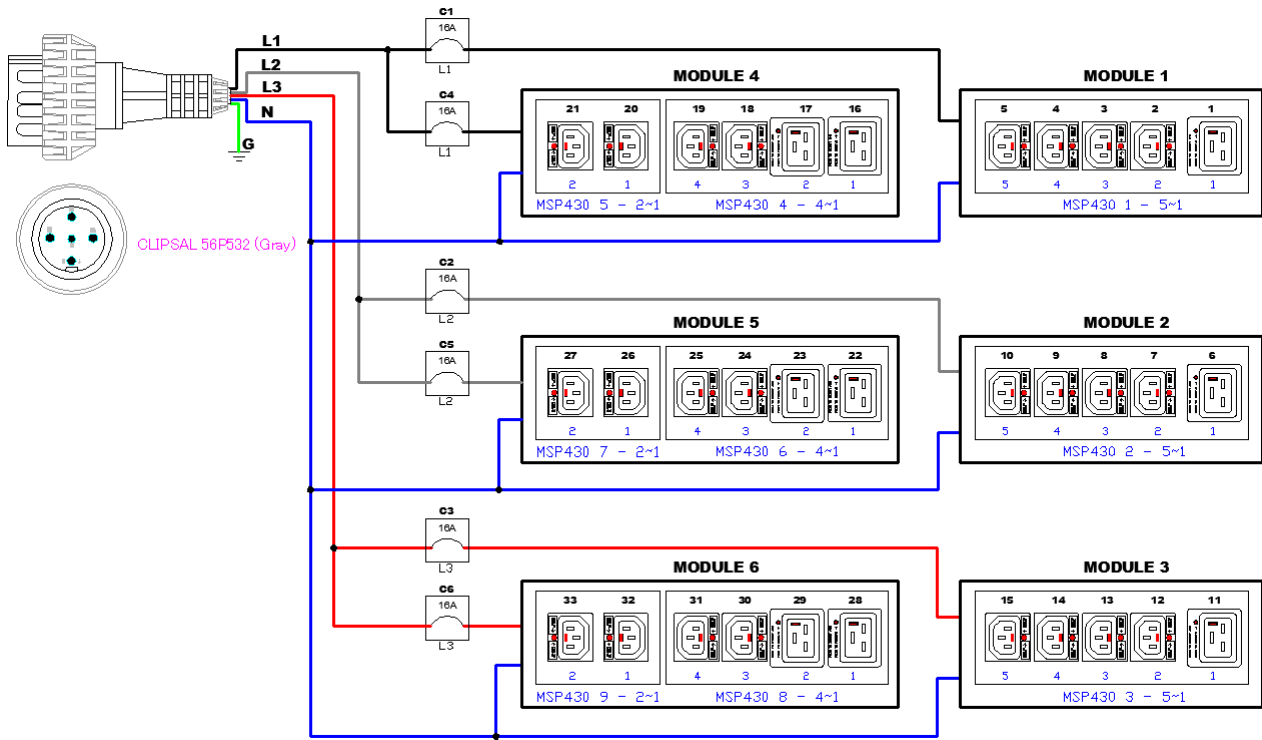 C1
16A
L1
L1
L2
L3
N
G
C4
16A
L1
MODULE 4
21 20 19 18 17 16
2 1 4 3 2 1
MSP430 5 - 2~1 MSP430 4 - 4~1
MODULE 1
5 4 3 2 1
5 4 3 2 1
MSP430 1 - 5~1
CLIPSAL 56P532 (Gray)
C2
16A
L2
C5
16A
L2
MODULE 5
27 26 25 24 23 22
2 1 4 3 2 1
MSP430 7 - 2~1 MSP430 6 - 4~1
MODULE 2
10 9 8 7 6
5 4 3 2 1
MSP430 2 - 5~1
C3
16A
L3
C6
16A
L3
MODULE 6
33 32 31 30 29 28
2 1 4 3 2 1
MSP430 9 - 2~1 MSP430 8 - 4~1
MODULE 3
15 14 13 12 11
5 4 3 2 1
MSP430 3 - 5~1